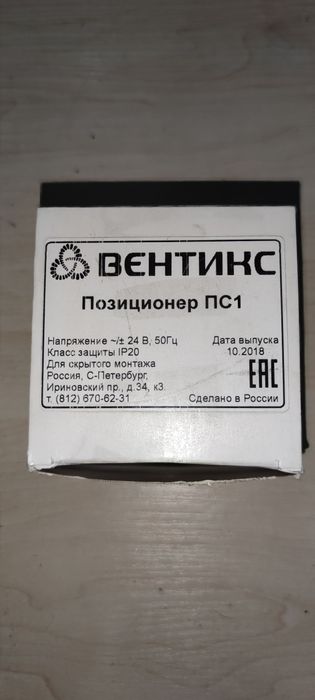 ВЕНТИКС
Позиционер ПС1
Напряжение ~/± 24 В, 50Гц
Дата выпуска
Класс защиты IP20
10.2018
Для скрытого монтажа
Россия, С-Петербург,
Ириновский пр., д.34, к3.
т. (812) 670-62-31
ЕАС
Сделано в России